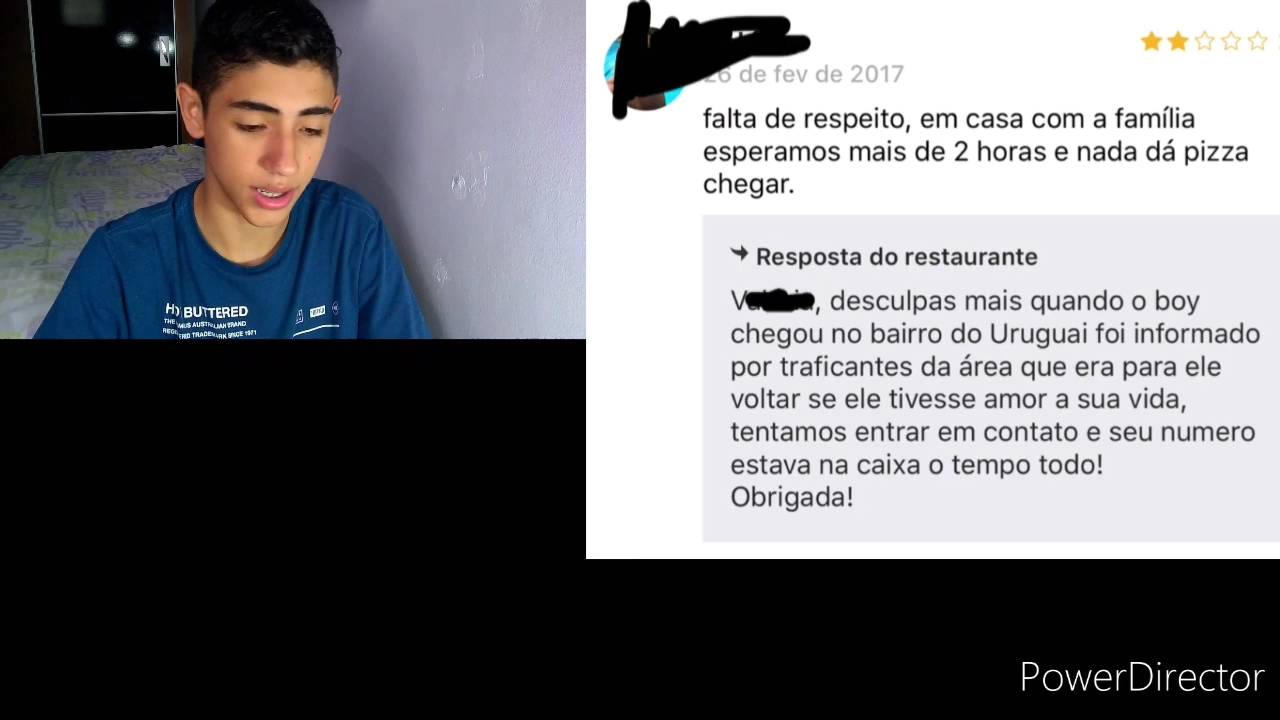 HO BUTTERED
26 de fev de 2017
falta de respeito, em casa com a família
esperamos mais de 2 horas e nada dá pizza
chegar.
Resposta do restaurante
desculpas mais quando o boy
chegou no bairro do Uruguai foi informado
por traficantes da área que era para ele
voltar se ele tivesse amor a sua vida,
tentamos entrar em contato e seu numero
estava na caixa o tempo todo!
Obrigada!
PowerDirector